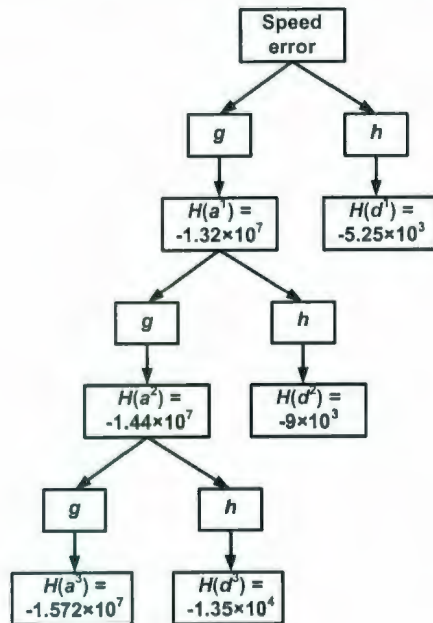 Speed
error
g
h
H(a¹) =
-1.32×10⁷
H(d¹) =
-5.25×10³
g
h
H(a²) =
-1.44×10⁷
H(d²) =
-9×10³
g
h
H(a³) =
-1.572×10⁷
H(d³) =
-1.35×10⁴